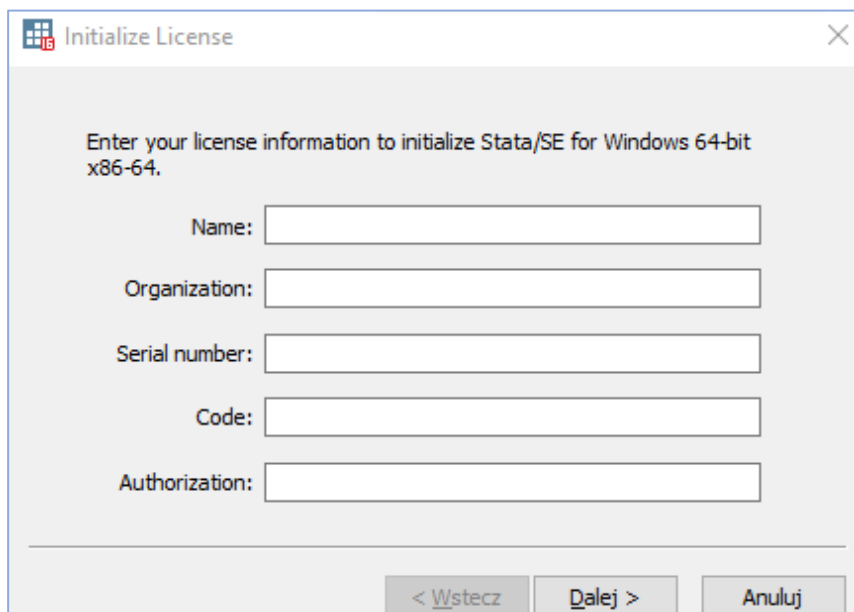 Initialize License
Enter your license information to initialize Stata/SE for Windows 64-bit
x86-64.
Name:
Organization:
Serial number:
Code:
Authorization:
< Wstecz Dalej > Anuluj